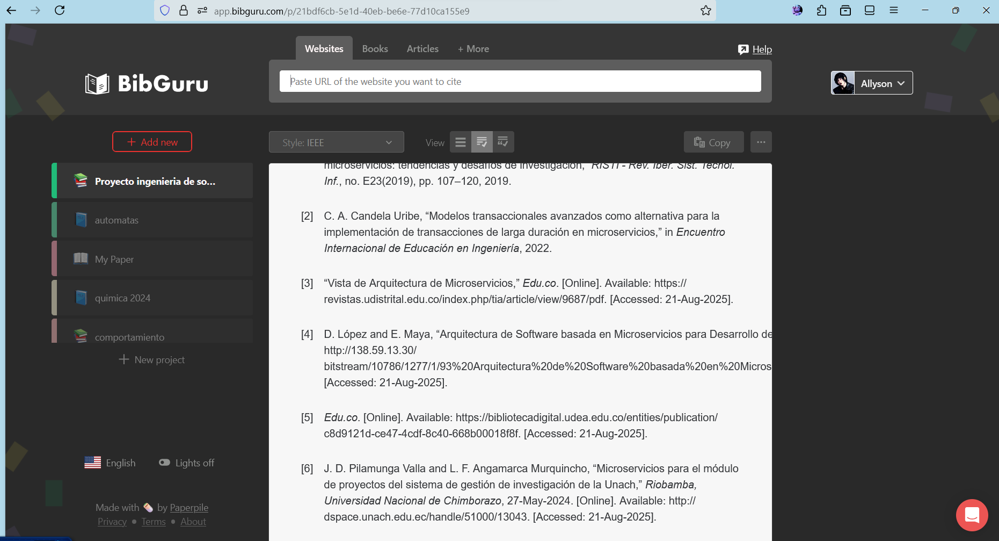 app.bibguru.com/p/21bdf6cb-5e1d-40eb-be6e-77d10ca155e9
Websites
Books
Articles
+ More
Help
BibGuru
Paste URL of the website you want to cite
Allyson
+ Add new
Style: IEEE
View
Copy
Proyecto ingenieria de so...
automatas
My Paper
quimica 2024
comportamiento
+ New project
microservicios: tendencias y desafíos de investigación,” RISTI - Rev. Iber. Sist. Tecnol.
Inf., no. E23(2019), pp. 107–120, 2019.
[2] C. A. Candela Uribe, “Modelos transaccionales avanzados como alternativa para la
implementación de transacciones de larga duración en microservicios,” in Encuentro
Internacional de Educación en Ingeniería, 2022.
[3] “Vista de Arquitectura de Microservicios,” Edu.co. [Online]. Available: https://
revistas.udistrital.edu.co/index.php/tia/article/view/9687/pdf. [Accessed: 21-Aug-2025].
[4] D. López and E. Maya, “Arquitectura de Software basada en Microservicios para Desarrollo de
http://138.59.13.30/
bitstream/10786/1277/1/93%20Arquitectura%20de%20Software%20basada%20en%20Micros
[Accessed: 21-Aug-2025].
[5] Edu.co. [Online]. Available: https://bibliotecadigital.udea.edu.co/entities/publication/
c8d9121d-ce47-4cdf-8c40-668b00018f8f. [Accessed: 21-Aug-2025].
[6] J. D. Pilamunga Valla and L. F. Angamarca Murquincho, “Microservicios para el módulo
de proyectos del sistema de gestión de investigación de la Unach,” Riobamba,
Universidad Nacional de Chimborazo, 27-May-2024. [Online]. Available: http://
dspace.unach.edu.ec/handle/51000/13043. [Accessed: 21-Aug-2025].
English
Lights off
Made with by Paperpile
Privacy • Terms • About